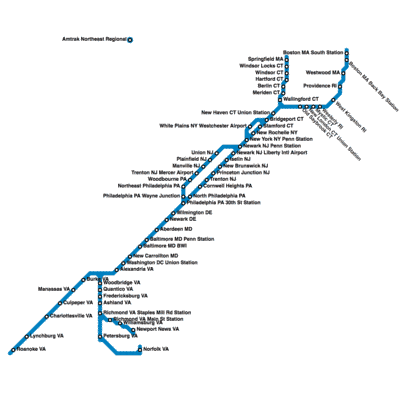 Amtrak Northeast Regional
Boston MA South Station
Springfield MA
Windsor Locks CT
Boston MA Back Bay Station
Windsor CT
Westwood MA
Hartford CT
Berlin CT
Providence RI
Meriden CT
Wallingford CT
West Kingston RI
Westerly RI
Mystic CT
New London CT Union Station
Old Saybrook CT
New Haven CT Union Station
Bridgeport CT
White Plains NY Westchester Airport
Stamford CT
New Rochelle NY
New York NY Penn Station
Newark NJ Penn Station
Union NJ
Newark NJ Liberty Intl Airport
Plainfield NJ
Iselin NJ
Manville NJ
New Brunswick NJ
Trenton NJ Mercer Airport
Princeton Junction NJ
Woodbourne PA
Trenton NJ
Northeast Philadelphia PA
Cornwell Heights PA
Philadelphia PA Wayne Junction
North Philadelphia PA
Philadelphia PA 30th St Station
Wilmington DE
Newark DE
Aberdeen MD
Baltimore MD Penn Station
Baltimore MD BWI
New Carrollton MD
Washington DC Union Station
Alexandria VA
Burke VA
Woodbridge VA
Manassas VA
Quantico VA
Fredericksburg VA
Culpeper VA
Ashland VA
Richmond VA Staples Mill Rd Station
Charlottesville VA
Richmond VA Main St Station
Williamsburg VA
Newport News VA
Lynchburg VA
Petersburg VA
Roanoke VA
Norfolk VA